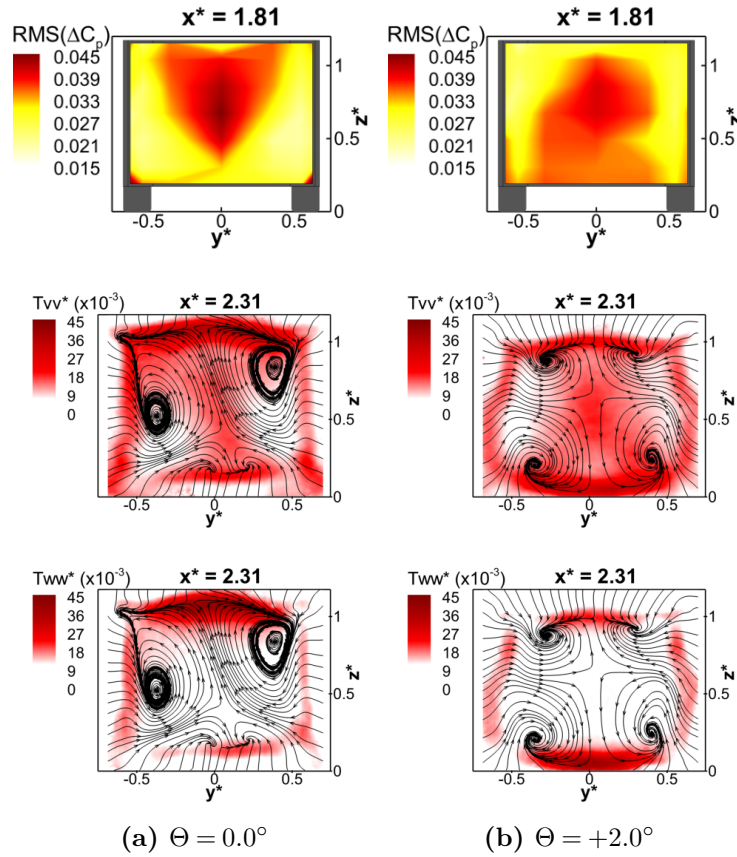 x* = 1.81
RMS(ΔCp)
0.045
0.039
0.033
0.027
0.021
0.015
1
0.5
0
z*
-0.5 0 0.5
y*
x* = 1.81
RMS(ΔCp)
0.045
0.039
0.033
0.027
0.021
0.015
1
0.5
0
z*
-0.5 0 0.5
y*
Tvv* (x10-3)
x* = 2.31
45
36
27
18
9
0
1
0.5
0
z*
-0.5 0 0.5
y*
Tvv* (x10-3)
x* = 2.31
45
36
27
18
9
0
1
0.5
0
z*
-0.5 0 0.5
y*
Tww* (x10-3)
x* = 2.31
45
36
27
18
9
0
1
0.5
0
z*
-0.5 0 0.5
y*
Tww* (x10-3)
x* = 2.31
45
36
27
18
9
0
1
0.5
0
z*
-0.5 0 0.5
y*
(a) Θ = 0.0°
(b) Θ = +2.0°